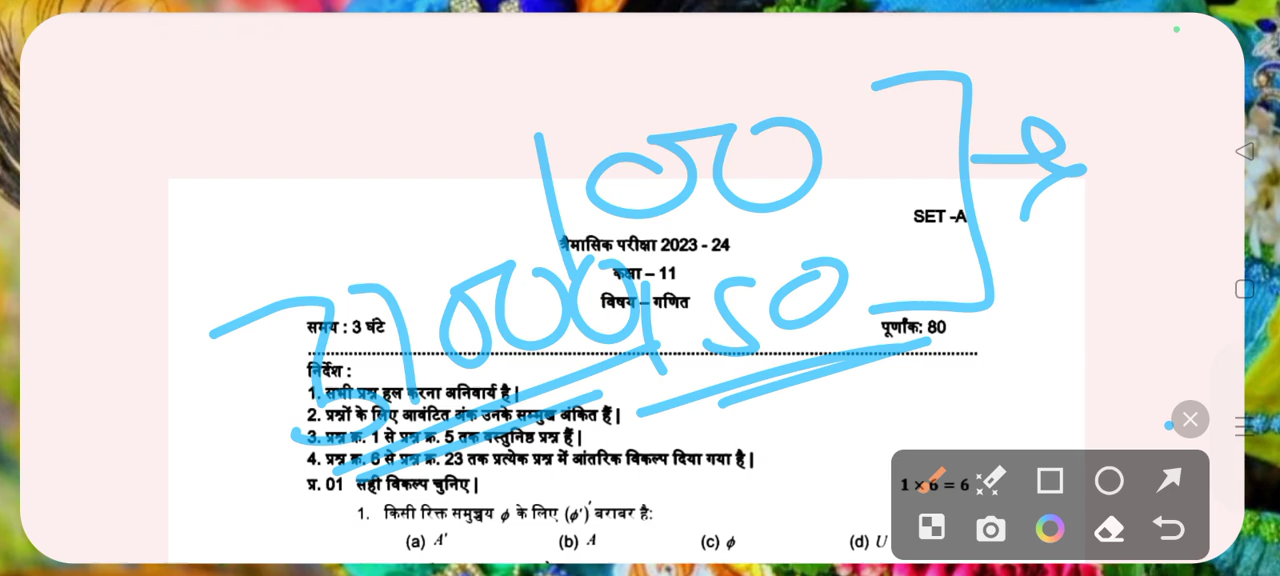 100
SET -A
त्रैमासिक परीक्षा 2023 - 24
कक्षा – 11
विषय – गणित
150
समय : 3 घंटे पूर्णांक: 80
निर्देश :
1. सभी प्रश्न हल करना अनिवार्य है |
2. प्रश्नों के लिए आवंटित अंक उनके सम्मुख अंकित हैं |
3. प्रश्न क्र. 1 से प्रश्न क्र. 5 तक वस्तुनिष्ठ प्रश्न हैं |
4. प्रश्न क्र. 6 से प्रश्न क्र. 23 तक प्रत्येक प्रश्न में आंतरिक विकल्प दिया गया है |
प्र. 01 सही विकल्प चुनिए | 1 × 6 = 6
1. किसी रिक्त समुच्चय ϕ के लिए (ϕ′)′ बराबर है:
(a) A′ (b) A (c) ϕ (d) U